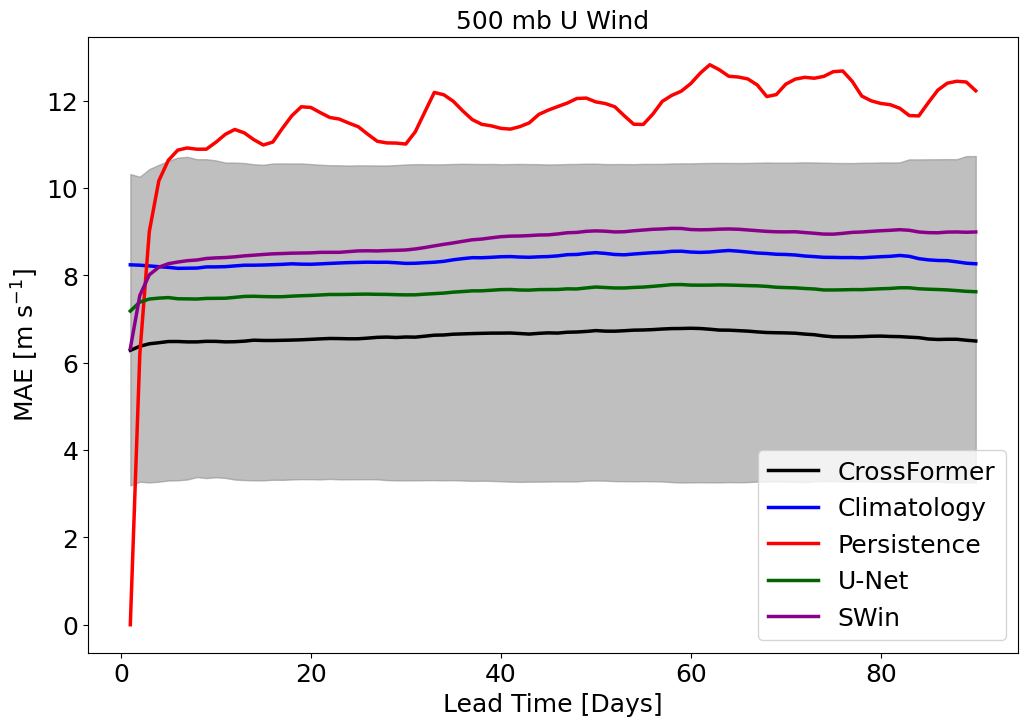 500 mb U Wind
MAE [m s⁻¹]
12
10
8
6
4
2
0
0 20 40 60 80
Lead Time [Days]
CrossFormer
Climatology
Persistence
U-Net
SWin